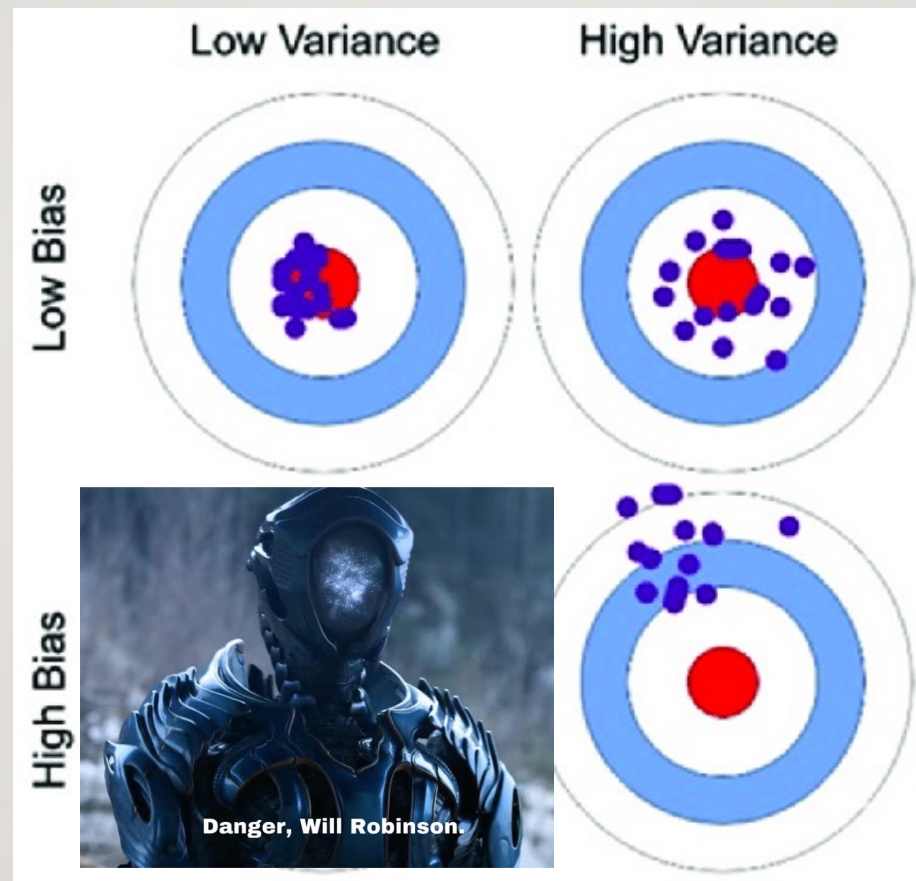 Low Variance
High Variance
Low Bias
High Bias
Danger, Will Robinson.